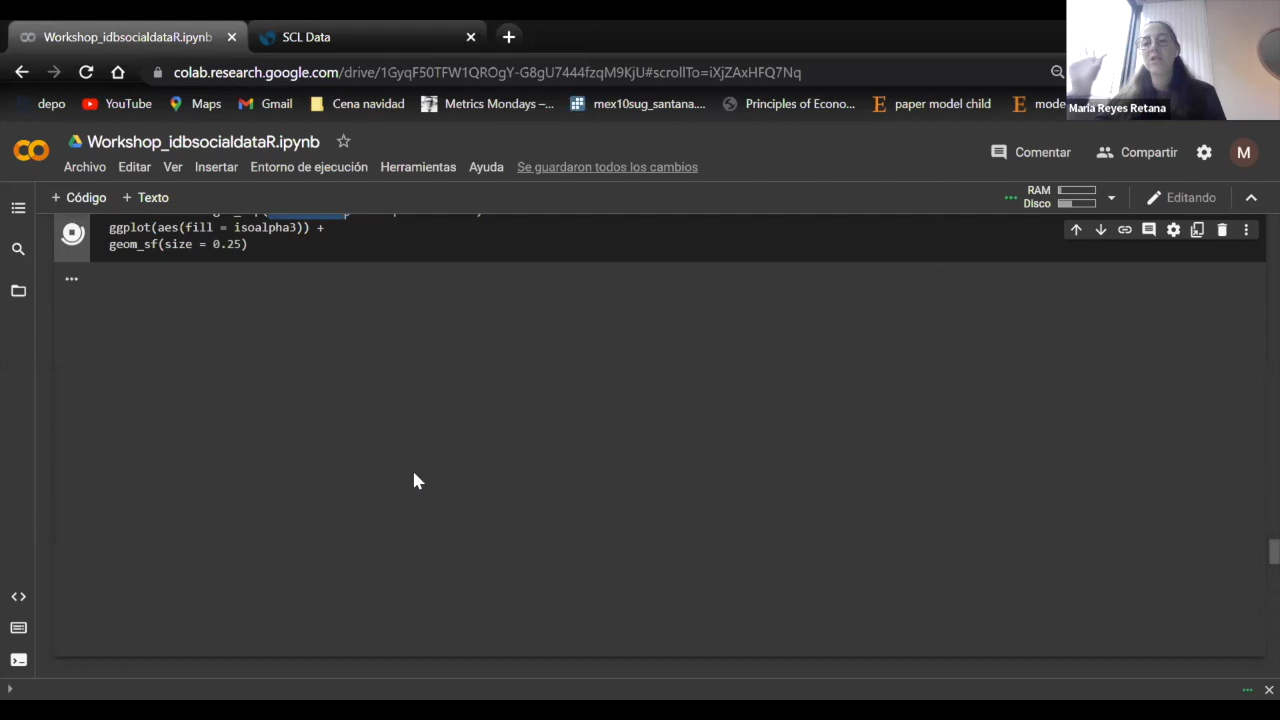 Workshop_idbsocialdataR.ipynb
SCL Data
colab.research.google.com/drive/1GyqF50TFW1QROgY-G8gU7444fzqM9KjU#scrollTo=iXjZAxHFQ7Nq
depo YouTube Maps Gmail Cena navidad Metrics Mondays –... mex10sug_santana.... Principles of Econo... paper model child mode
María Reyes Retana
Workshop_idbsocialdataR.ipynb
Comentar Compartir M
Archivo Editar Ver Insertar Entorno de ejecución Herramientas Ayuda Se guardaron todos los cambios
+ Código + Texto
RAM
Disco
Editando
ggplot(aes(fill = isoalpha3)) +
geom_sf(size = 0.25)